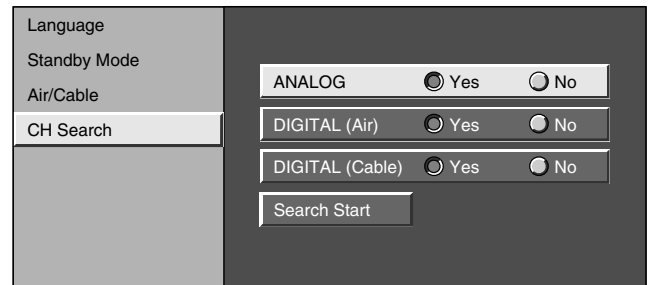 Language
Standby Mode
Air/Cable
CH Search
ANALOG Yes No
DIGITAL (Air) Yes No
DIGITAL (Cable) Yes No
Search Start